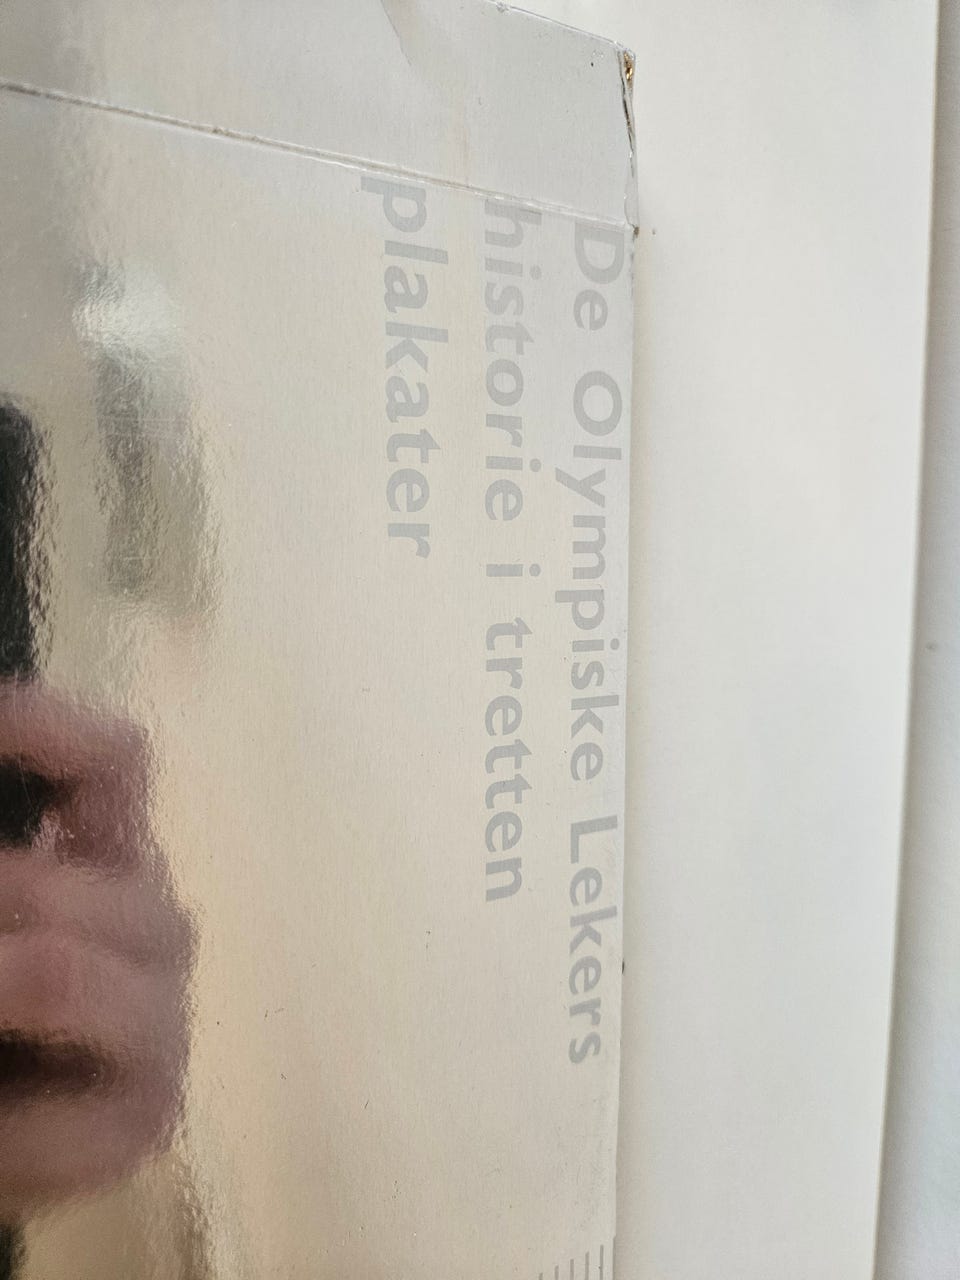 De Olympiske Lekers
historie i tretten
plakater